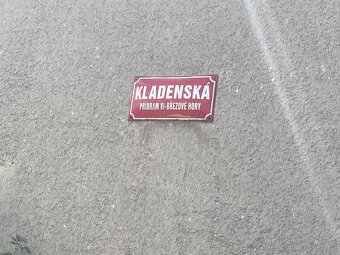 KLADENSKÁ
PŘÍBRAM VI-BŘEZOVÉ HORY